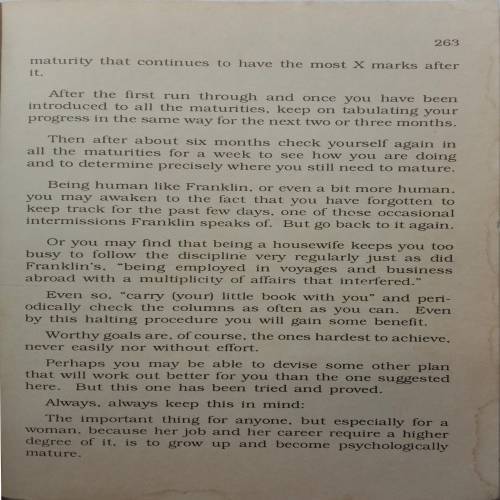 263
maturity that continues to have the most X marks after
it.
After the first run through and once you have been
introduced to all the maturities, keep on tabulating your
progress in the same way for the next two or three months.
Then after about six months check yourself again in
all the maturities for a week to see how you are doing
and to determine precisely where you still need to mature.
Being human like Franklin, or even a bit more human,
you may awaken to the fact that you have forgotten to
keep track for the past few days, one of those occasional
intermissions Franklin speaks of. But go back to it again.
Or you may find that being a housewife keeps you too
busy to follow the discipline very regularly just as did
Franklin's, "being employed in voyages and business
abroad with a multiplicity of affairs that interfered."
Even so, "carry (your) little book with you" and peri-
odically check the columns as often as you can. Even
by this halting procedure you will gain some benefit.
Worthy goals are, of course, the ones hardest to achieve,
never easily nor without effort.
Perhaps you may be able to devise some other plan
that will work out better for you than the one suggested
here. But this one has been tried and proved.
Always, always keep this in mind:
The important thing for anyone, but especially for a
woman, because her job and her career require a higher
degree of it, is to grow up and become psychologically
mature.